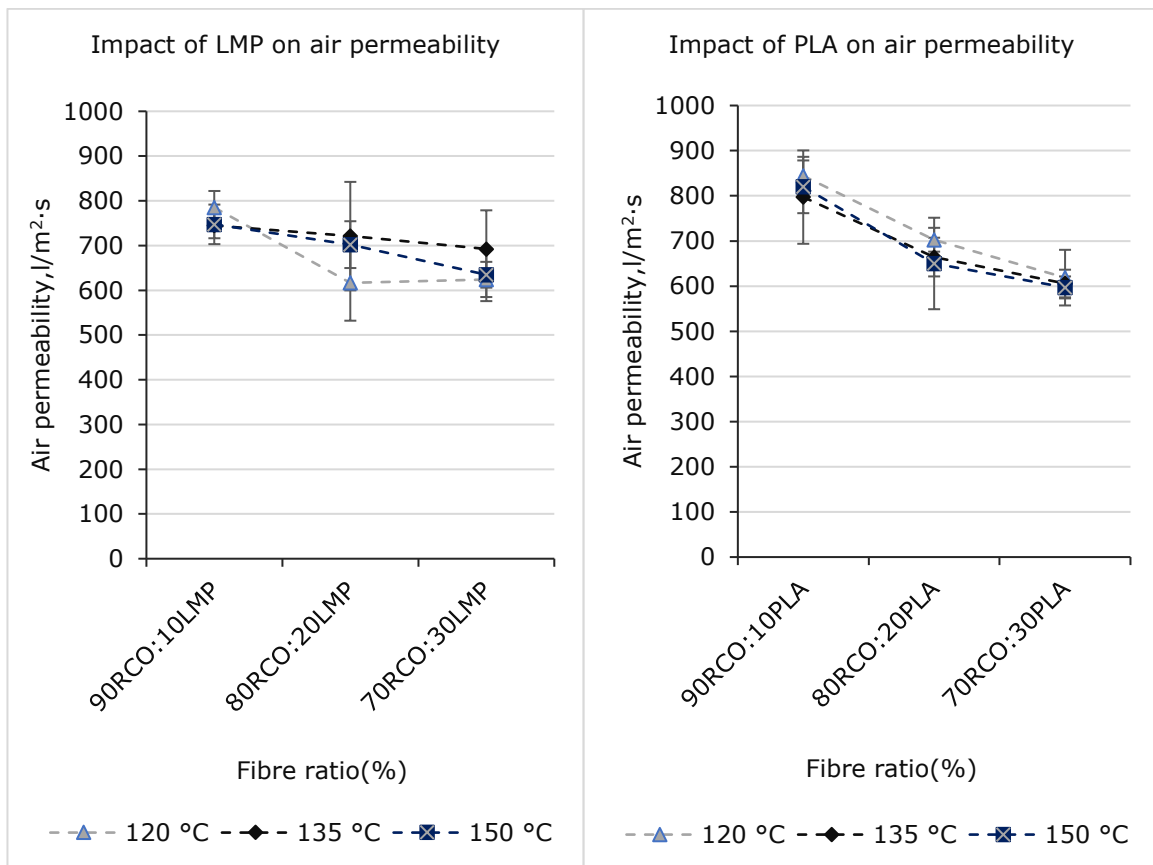 Impact of LMP on air permeability
Air permeability,l/m²·s
1000
900
800
700
600
500
400
300
200
100
0
90RCO:10LMP
80RCO:20LMP
70RCO:30LMP
Fibre ratio(%)
120 °C
135 °C
150 °C
Impact of PLA on air permeability
Air permeability,l/m²·s
1000
900
800
700
600
500
400
300
200
100
0
90RCO:10PLA
80RCO:20PLA
70RCO:30PLA
Fibre ratio(%)
120 °C
135 °C
150 °C